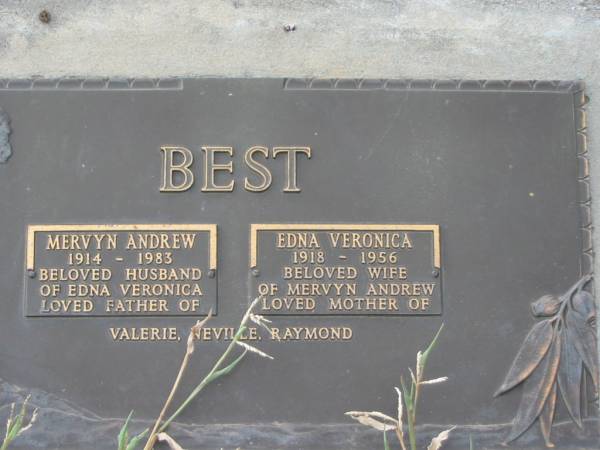 BEST
MERVYN ANDREW
1914 - 1983
BELOVED HUSBAND
OF EDNA VERONICA
LOVED FATHER OF
EDNA VERONICA
1918 - 1956
BELOVED WIFE
OF MERVYN ANDREW
LOVED MOTHER OF
VALERIE, NEVILLE, RAYMOND